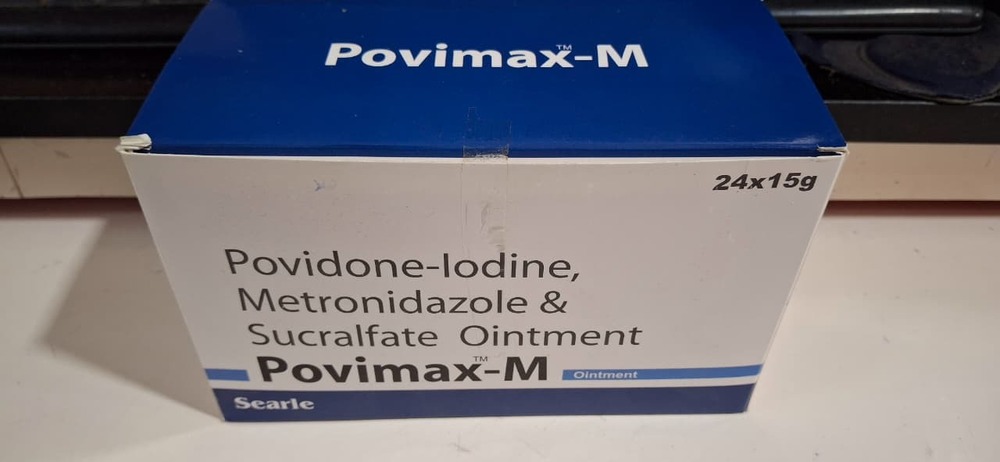 Povimax™-M
24x15g
Povidone-Iodine,
Metronidazole &
Sucralfate Ointment
Povimax™-M Ointment
Searle